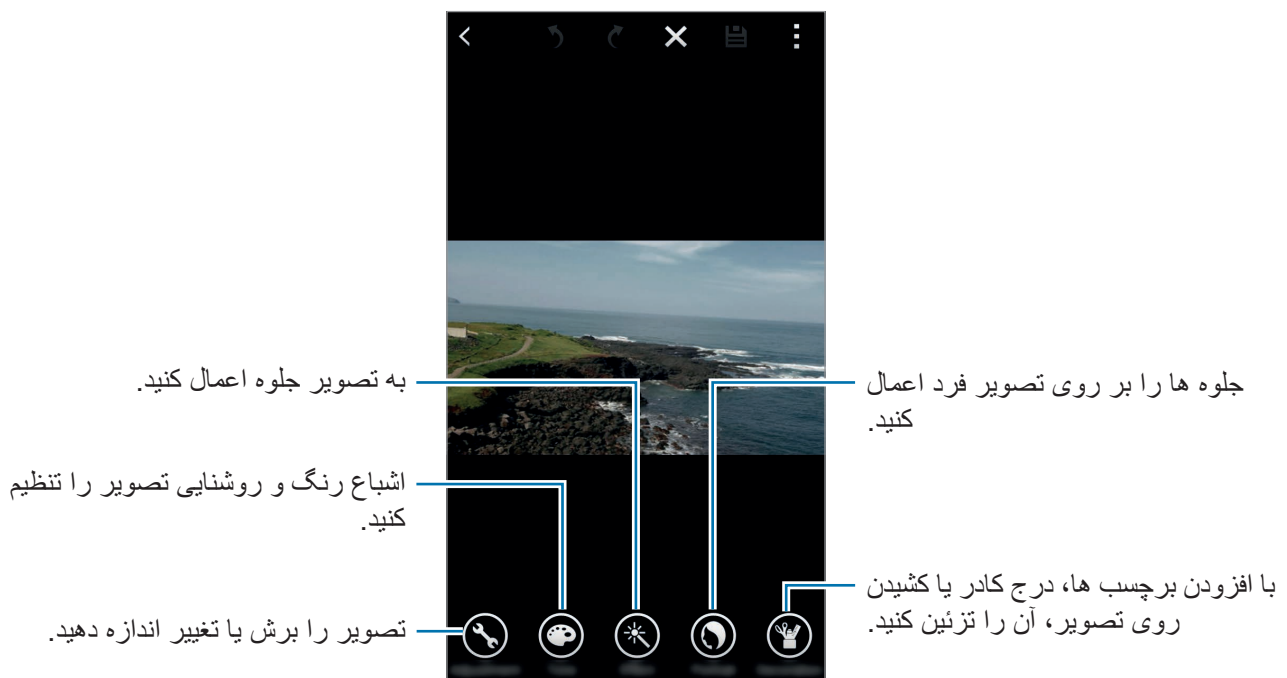 به تصویر جلوه اعمال کنید.
جلوه ها را بر روی تصویر فرد اعمال
کنید.
اشباع رنگ و روشنایی تصویر را تنظیم
کنید.
با افزودن برچسب ها، درج کادر یا کشیدن
روی تصویر، آن را تزئین کنید.
تصویر را برش یا تغییر اندازه دهید.